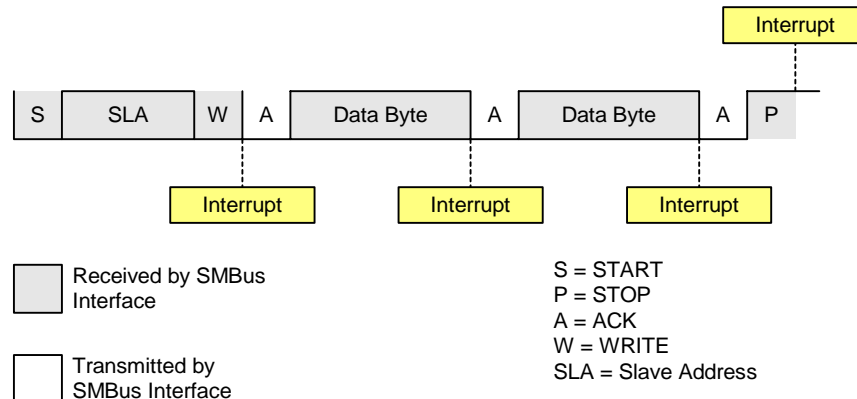 Interrupt
S SLA W A Data Byte A Data Byte A P
Interrupt Interrupt Interrupt
Received by SMBus
Interface
Transmitted by
SMBus Interface
S = START
P = STOP
A = ACK
W = WRITE
SLA = Slave Address